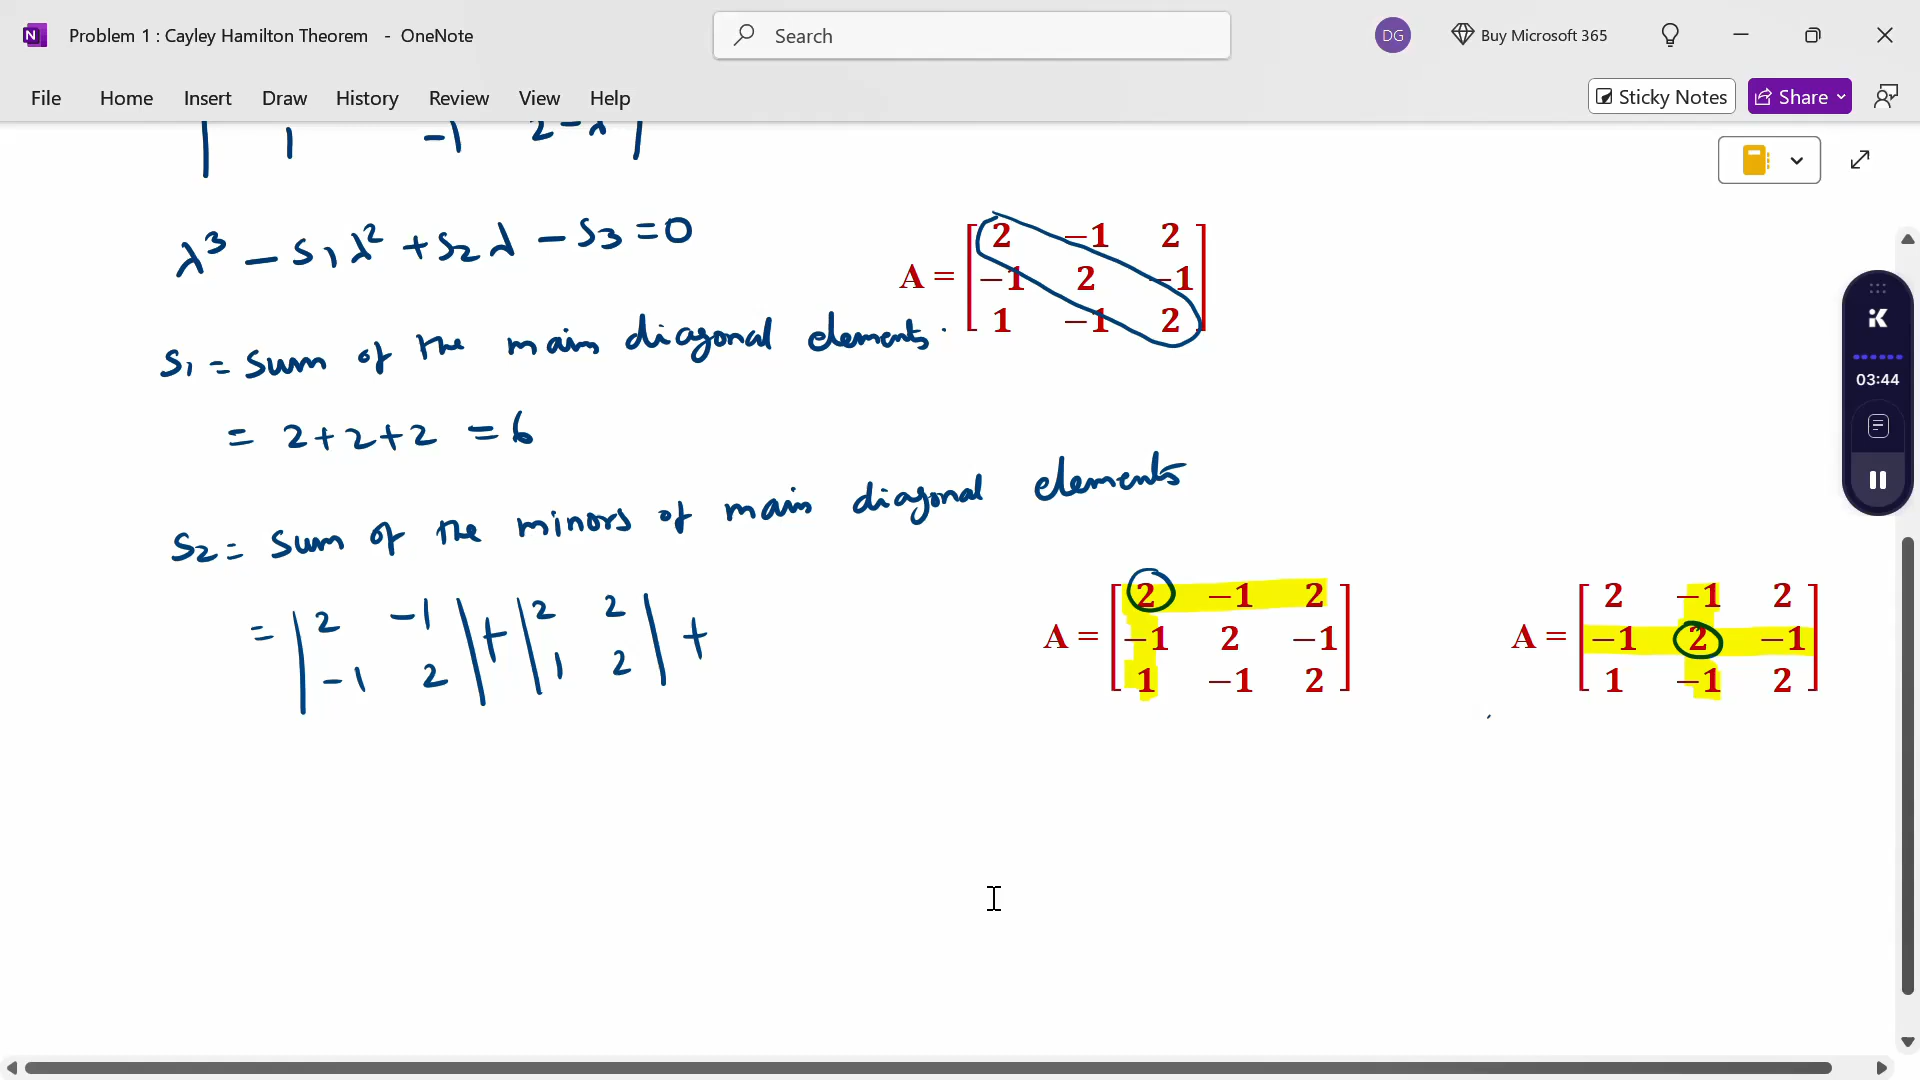 Problem 1 : Cayley Hamilton Theorem - OneNote
Search
DG
Buy Microsoft 365
File Home Insert Draw History Review View Help
Sticky Notes
Share
| 1 -1 2-λ |
λ³ - S₁λ² + S₂λ - S₃ = 0
A = [ 2 -1 2
-1 2 -1
1 -1 2 ]
S₁ = sum of the main diagonal elements.
= 2+2+2 = 6
S₂ = sum of the minors of main diagonal elements
= | 2 -1 | + | 2 2 | +
| -1 2 | | 1 2 |
A = [ 2 -1 2
-1 2 -1
1 -1 2 ]
A = [ 2 -1 2
-1 2 -1
1 -1 2 ]
03:44